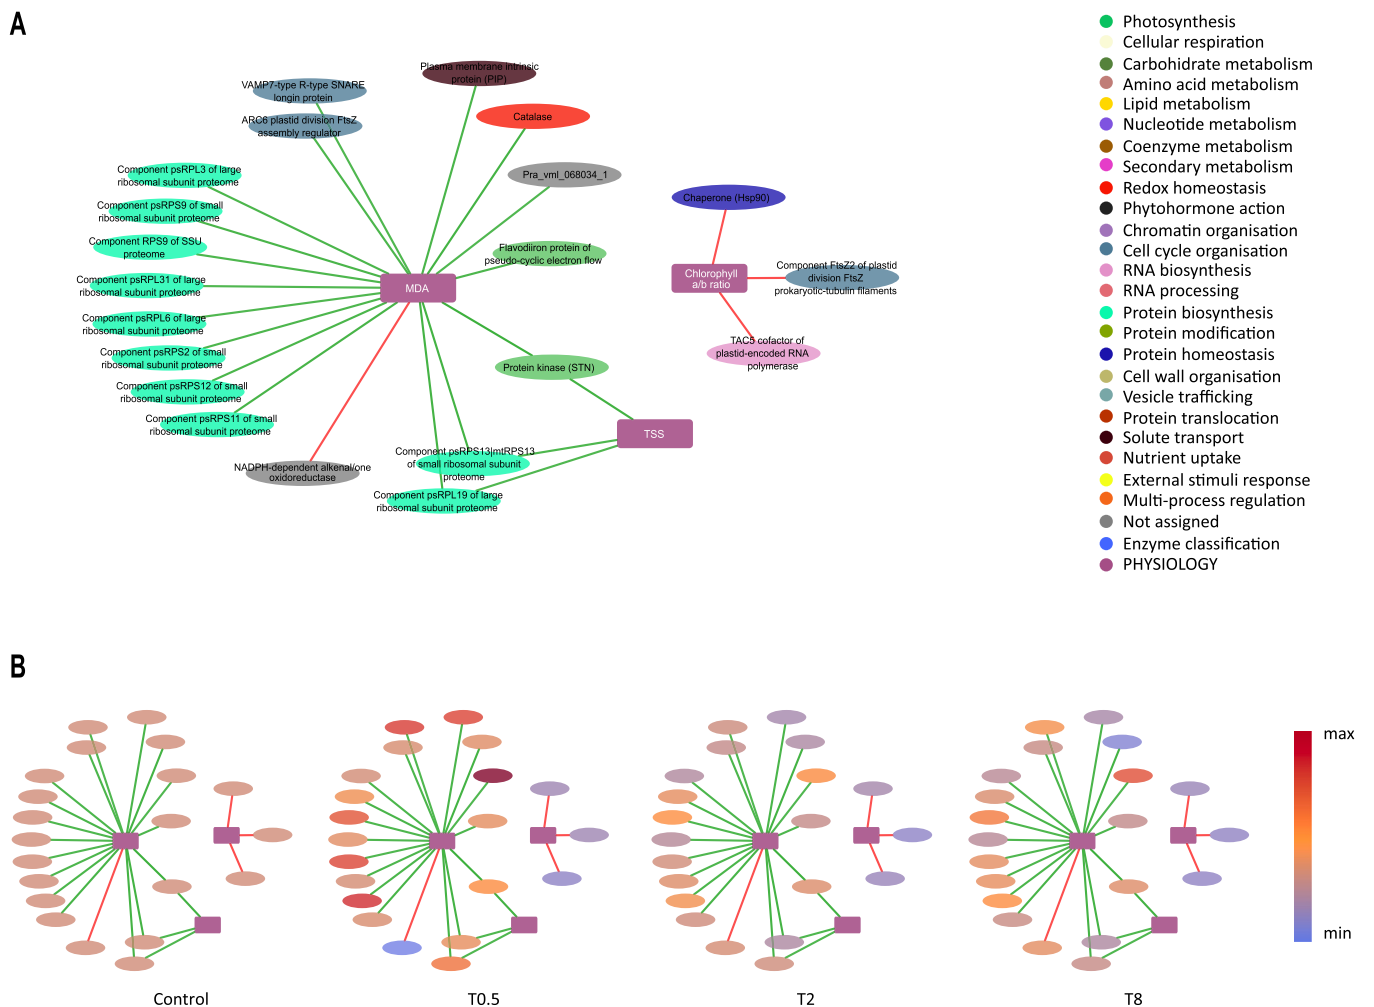 A
Plasma membrane intrinsic
protein (PIP)
VAMP7-type R-type SNARE
longin protein
Catalase
ARC6 plastid division FtsZ
assembly regulator
Component psRPL3 of large
ribosomal subunit proteome
Pra_vml_068034_1
Component psRPS9 of small
ribosomal subunit proteome
Chaperone (Hsp90)
Component RPS9 of SSU
proteome
Flavodiiron protein of
pseudo-cyclic electron flow
Component psRPL31 of large
ribosomal subunit proteome
MDA
Chlorophyll
a/b ratio
Component FtsZ2 of plastid
division FtsZ
prokaryotic-tubulin filaments
Component psRPL6 of large
ribosomal subunit proteome
Component psRPS2 of small
ribosomal subunit proteome
TAC5 cofactor of
plastid-encoded RNA
polymerase
Protein kinase (STN)
Component psRPS12 of small
ribosomal subunit proteome
Component psRPS11 of small
ribosomal subunit proteome
TSS
Component psRPS13|mtRPS13
of small ribosomal subunit
proteome
NADPH-dependent alkenal/one
oxidoreductase
Component psRPL19 of large
ribosomal subunit proteome
Photosynthesis
Cellular respiration
Carbohidrate metabolism
Amino acid metabolism
Lipid metabolism
Nucleotide metabolism
Coenzyme metabolism
Secondary metabolism
Redox homeostasis
Phytohormone action
Chromatin organisation
Cell cycle organisation
RNA biosynthesis
RNA processing
Protein biosynthesis
Protein modification
Protein homeostasis
Cell wall organisation
Vesicle trafficking
Protein translocation
Solute transport
Nutrient uptake
External stimuli response
Multi-process regulation
Not assigned
Enzyme classification
PHYSIOLOGY
B
max
min
Control
T0.5
T2
T8